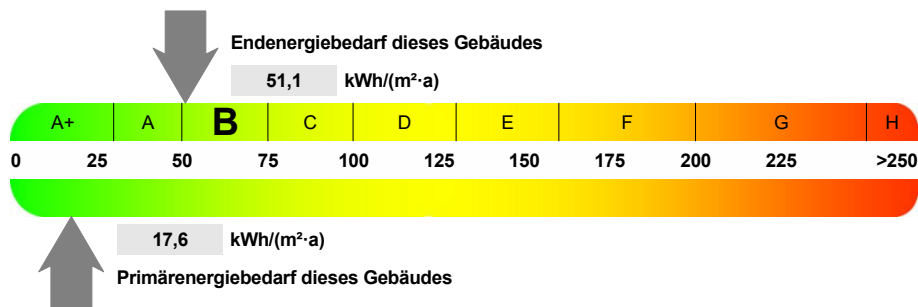 Endenergiebedarf dieses Gebäudes
51,1 kWh/(m²·a)
A+ A B C D E F G H
0 25 50 75 100 125 150 175 200 225 >250
17,6 kWh/(m²·a)
Primärenergiebedarf dieses Gebäudes